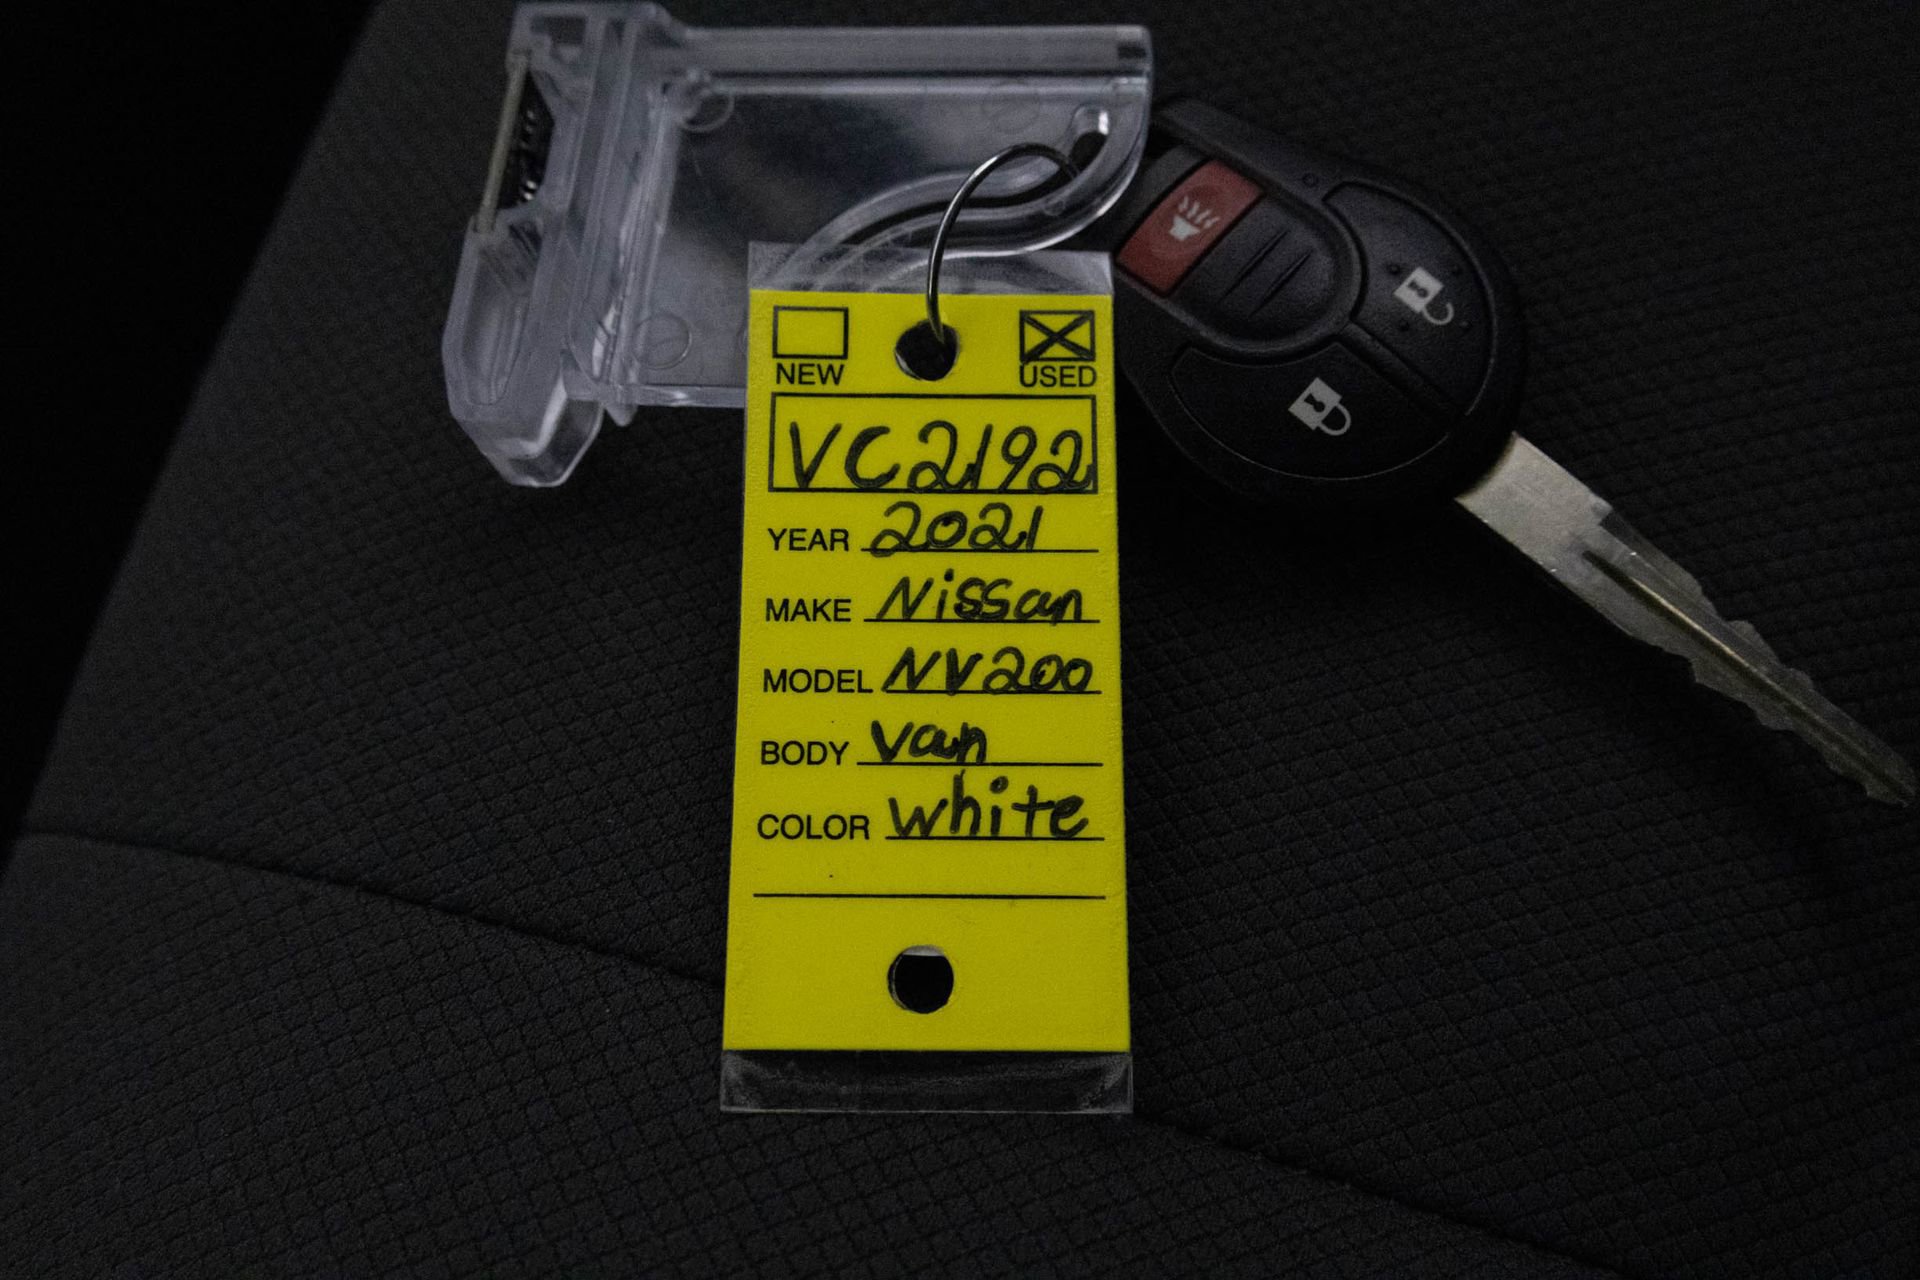 NEW USED
VC2192
YEAR 2021
MAKE Nissan
MODEL NV200
BODY Van
COLOR white